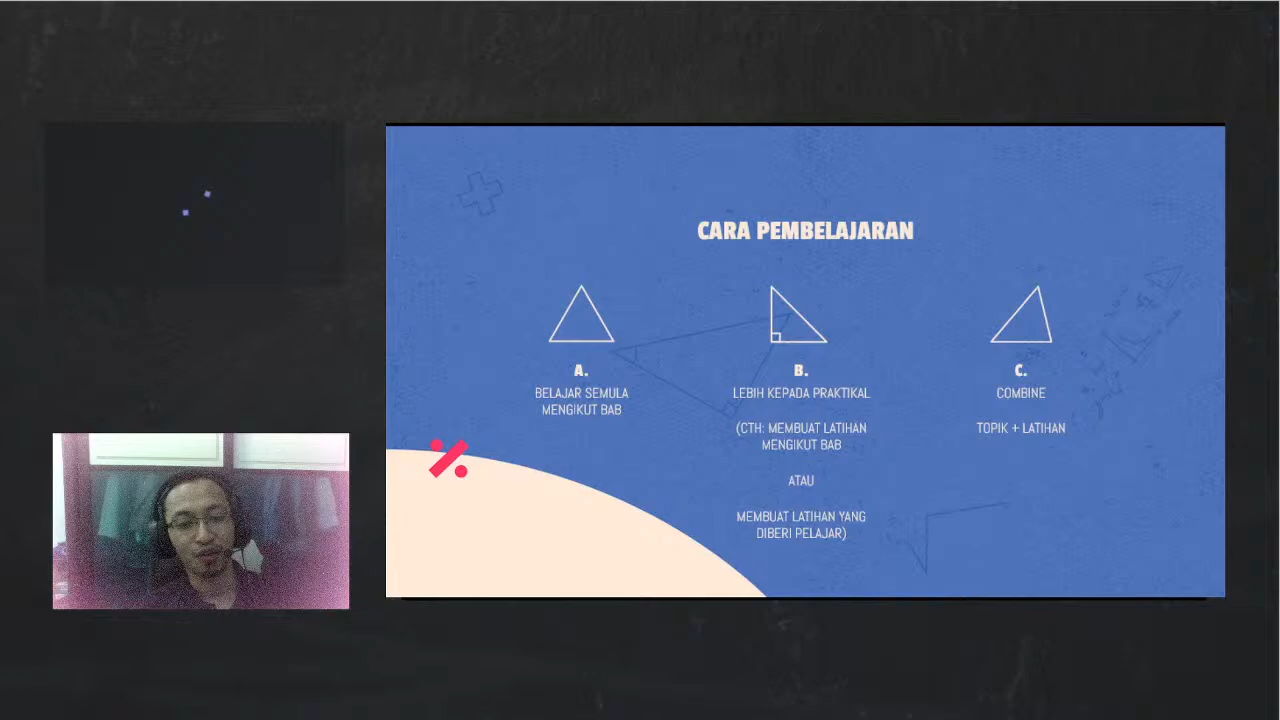 CARA PEMBELAJARAN
A.
BELAJAR SEMULA
MENGIKUT BAB
B.
LEBIH KEPADA PRAKTIKAL
(CTH: MEMBUAT LATIHAN
MENGIKUT BAB
ATAU
MEMBUAT LATIHAN YANG
DIBERI PELAJAR)
C.
COMBINE
TOPIK + LATIHAN